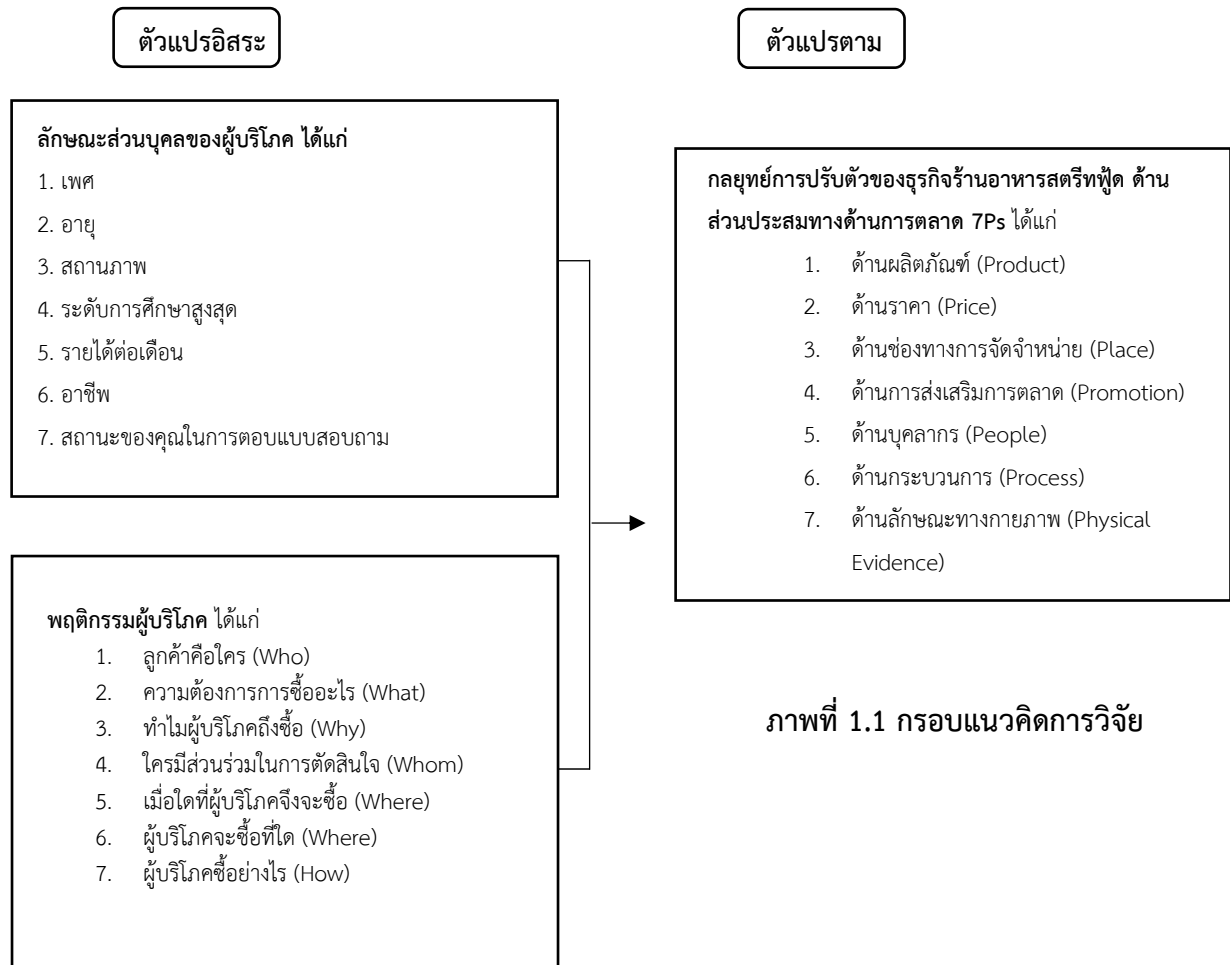 ตัวแปรอิสระ
ตัวแปรตาม
ลักษณะส่วนบุคลของผู้บริโภค ได้แก่
1. เพศ
2. อายุ
3. สถานภาพ
4. ระดับการศึกษาสูงสุด
5. รายได้ต่อเดือน
6. อาชีพ
7. สถานะของคุณในการตอบแบบสอบถาม
พฤติกรรมผู้บริโภค ได้แก่
1. ลูกค้าคือใคร (Who)
2. ความต้องการการซื้ออะไร (What)
3. ทำไมผู้บริโภคถึงซื้อ (Why)
4. ใครมีส่วนร่วมในการตัดสินใจ (Whom)
5. เมื่อใดที่ผู้บริโภคจึงจะซื้อ (Where)
6. ผู้บริโภคจะซื้อที่ใด (Where)
7. ผู้บริโภคซื้ออย่างไร (How)
กลยุทย์การปรับตัวของธุรกิจร้านอาหารสตรีทฟู้ด ด้าน
ส่วนประสมทางด้านการตลาด 7Ps ได้แก่
1. ด้านผลิตภัณฑ์ (Product)
2. ด้านราคา (Price)
3. ด้านช่องทางการจัดจำหน่าย (Place)
4. ด้านการส่งเสริมการตลาด (Promotion)
5. ด้านบุคลากร (People)
6. ด้านกระบวนการ (Process)
7. ด้านลักษณะทางกายภาพ (Physical
Evidence)
ภาพที่ 1.1 กรอบแนวคิดการวิจัย